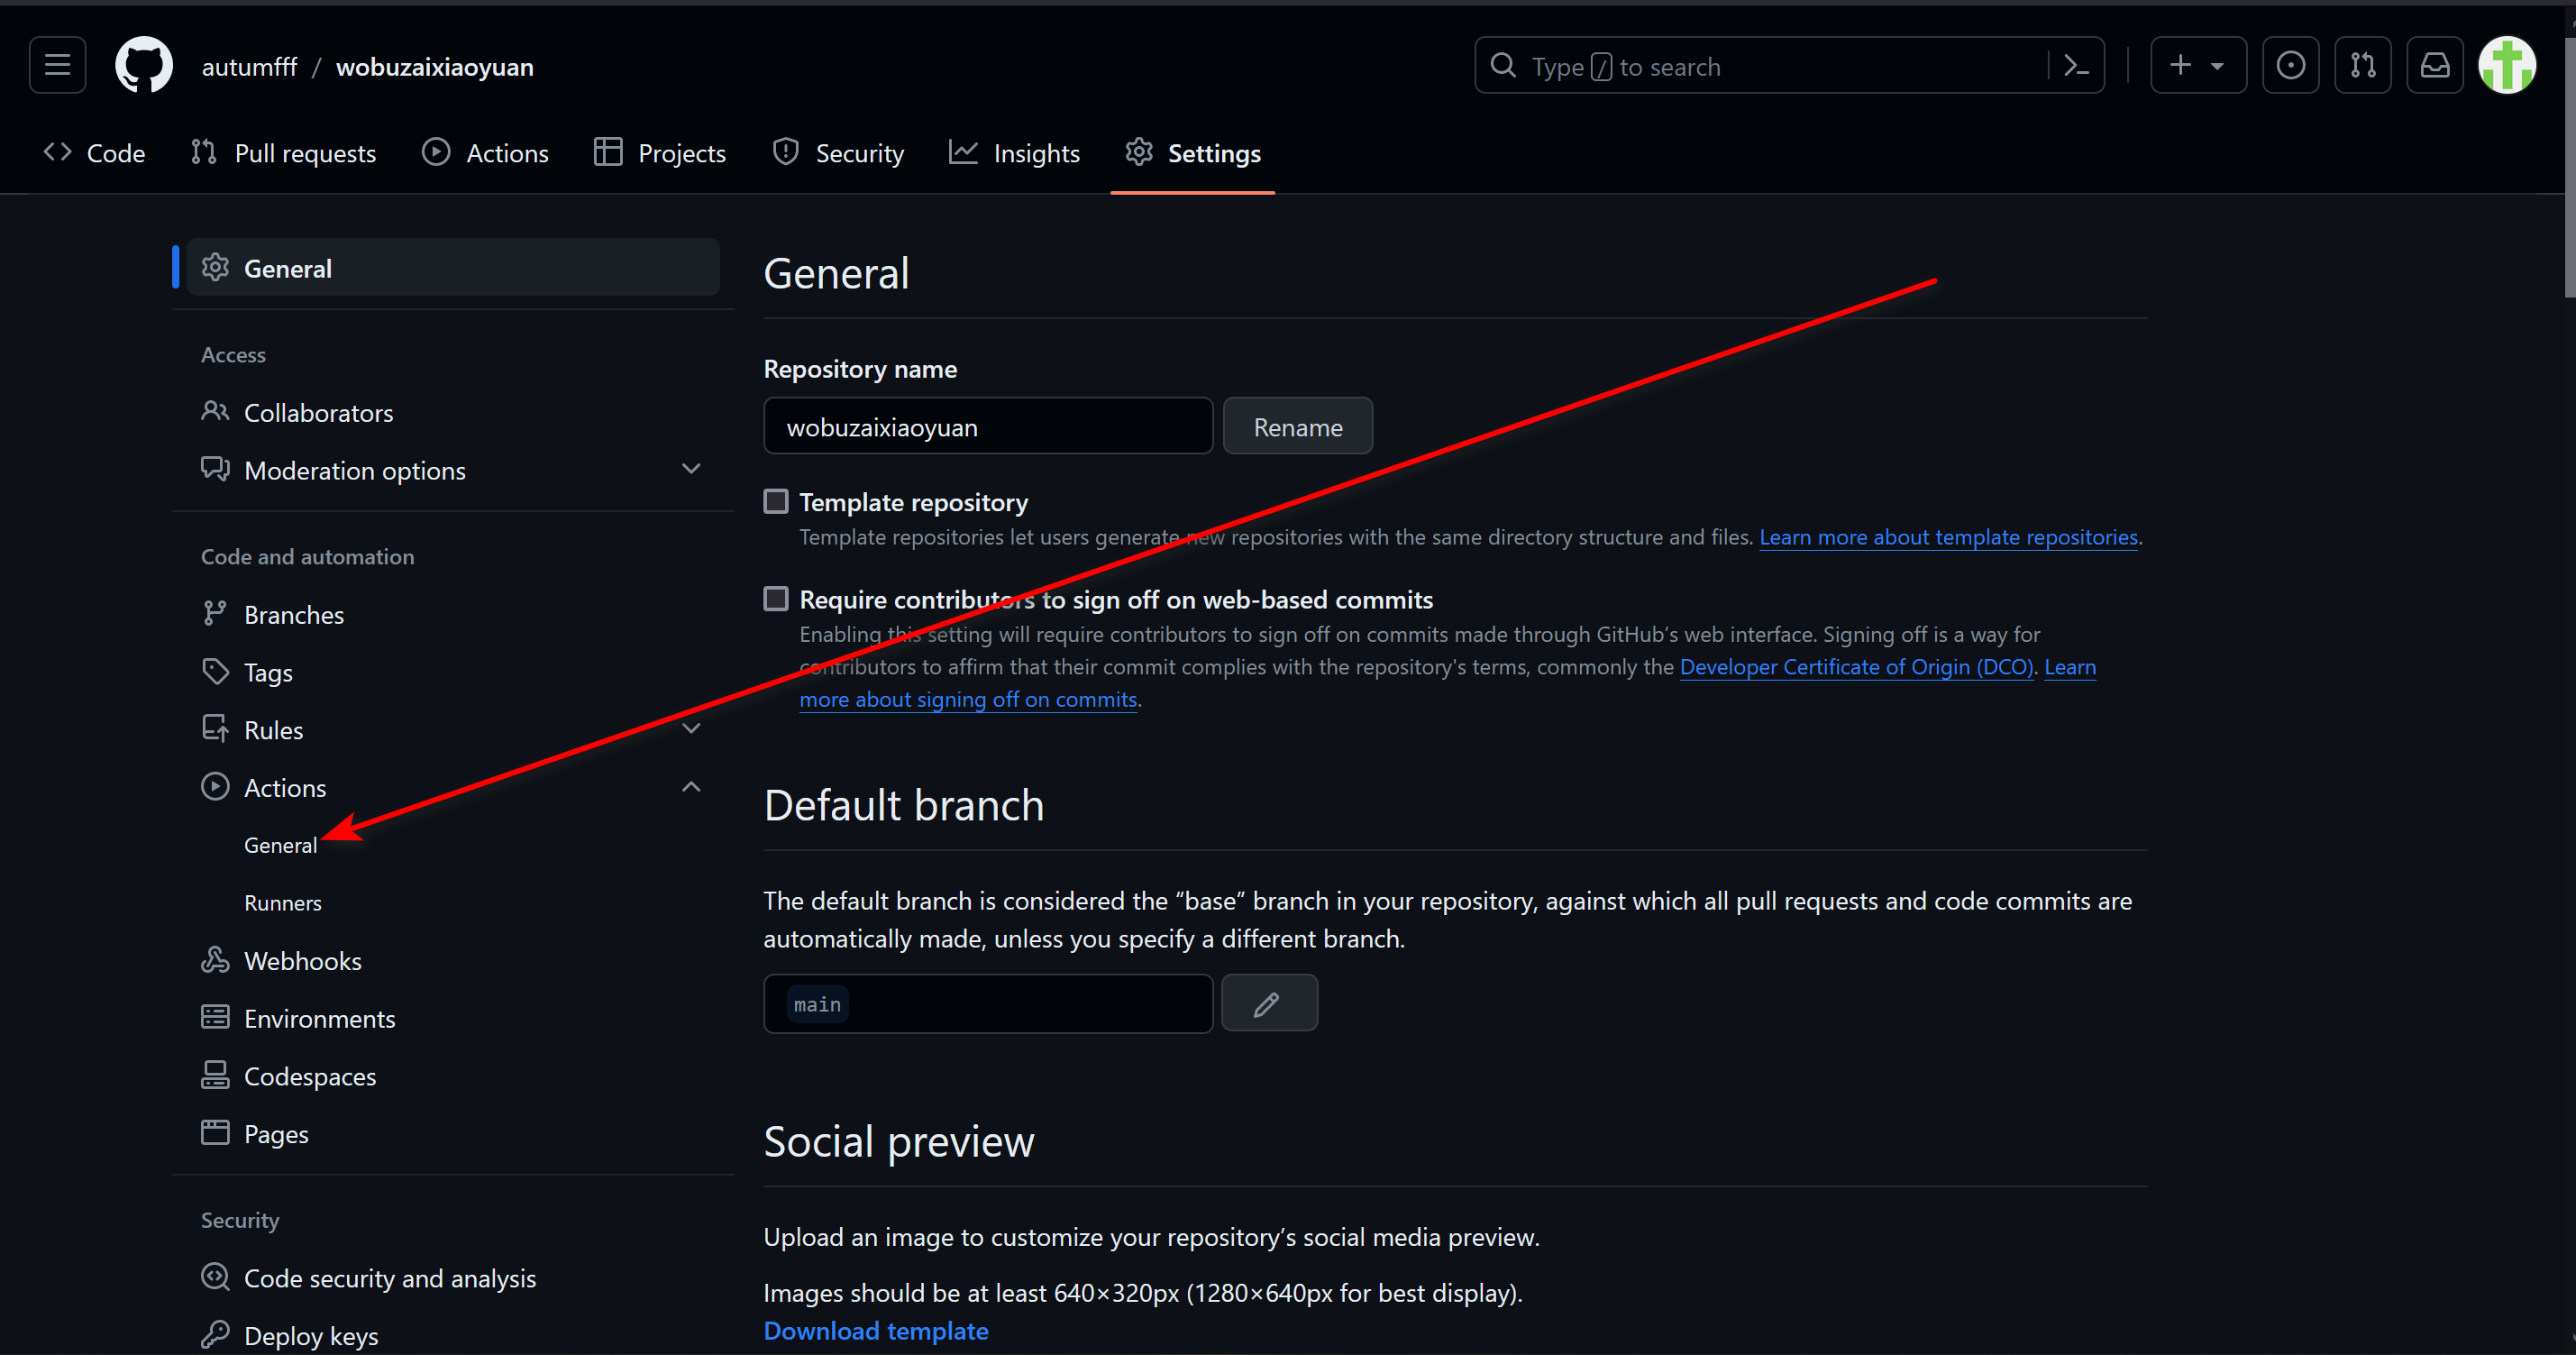 autumfff / wobuzaixiaoyuan
Type / to search
Code
Pull requests
Actions
Projects
Security
Insights
Settings
General
Access
Collaborators
Moderation options
Code and automation
Branches
Tags
Rules
Actions
General
Runners
Webhooks
Environments
Codespaces
Pages
Security
Code security and analysis
Deploy keys
General
Repository name
wobuzaixiaoyuan
Rename
Template repository
Template repositories let users generate new repositories with the same directory structure and files. Learn more about template repositories.
Require contributors to sign off on web-based commits
Enabling this setting will require contributors to sign off on commits made through GitHub’s web interface. Signing off is a way for
contributors to affirm that their commit complies with the repository's terms, commonly the Developer Certificate of Origin (DCO). Learn
more about signing off on commits.
Default branch
The default branch is considered the “base” branch in your repository, against which all pull requests and code commits are
automatically made, unless you specify a different branch.
main
Social preview
Upload an image to customize your repository’s social media preview.
Images should be at least 640×320px (1280×640px for best display).
Download template